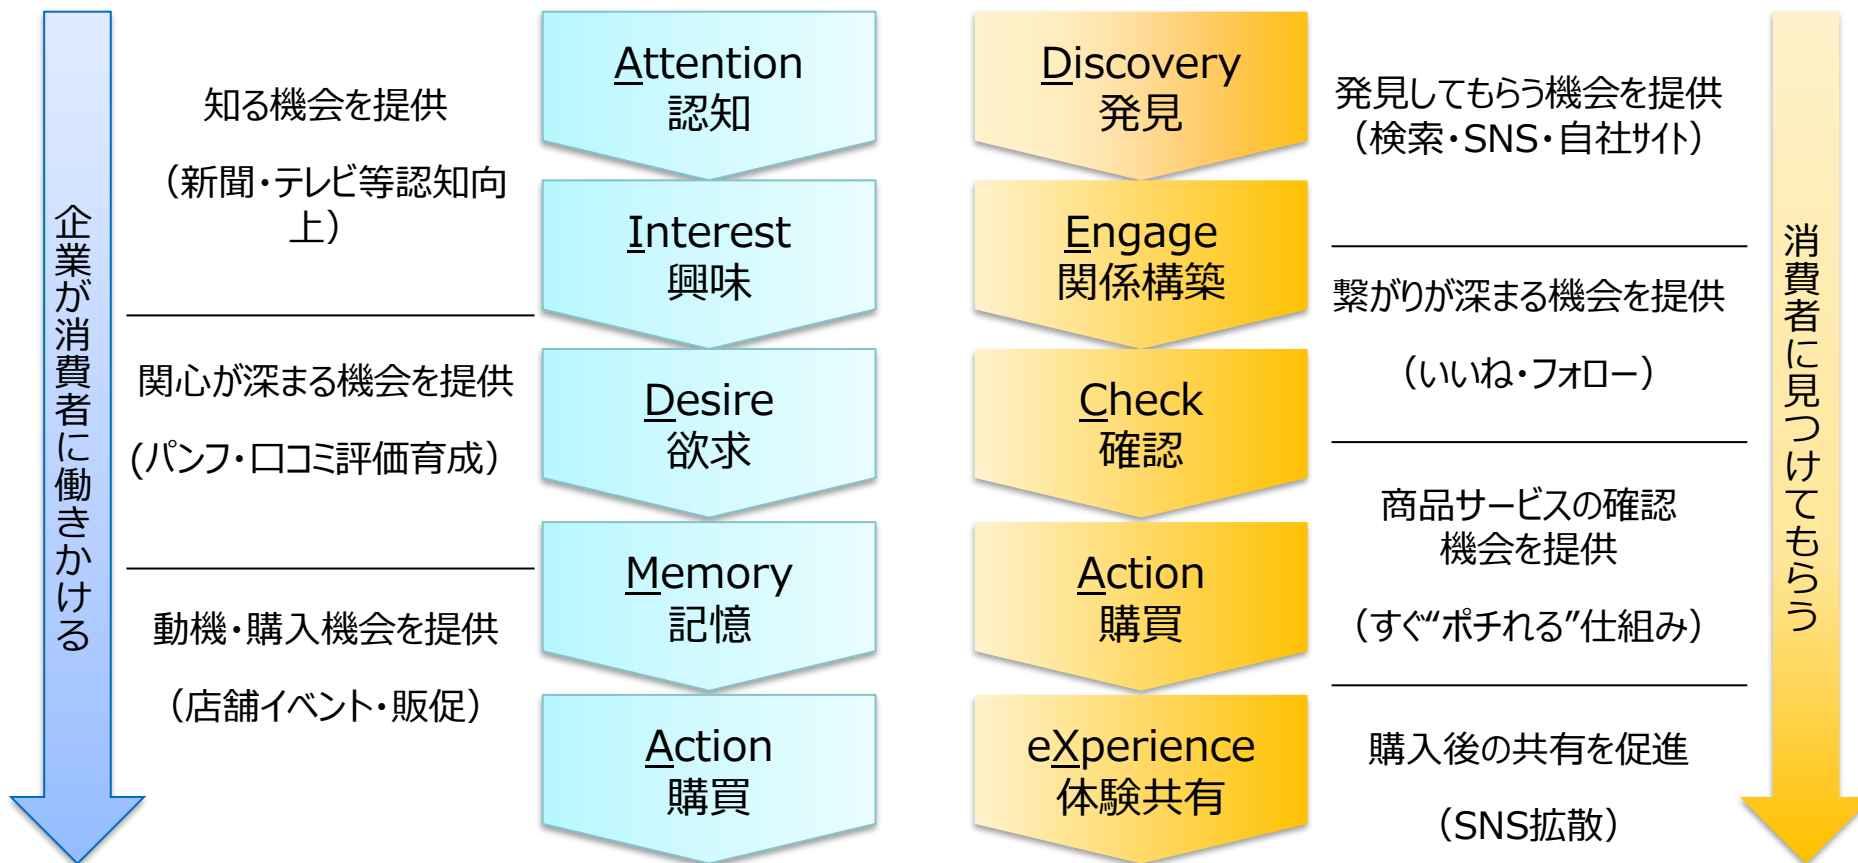 企業が消費者に働きかける
知る機会を提供
（新聞・テレビ等認知向
上）
関心が深まる機会を提供
(パンフ・口コミ評価育成）
動機・購入機会を提供
（店舗イベント・販促）
Attention
認知
Interest
興味
Desire
欲求
Memory
記憶
Action
購買
Discovery
発見
Engage
関係構築
Check
確認
Action
購買
eXperience
体験共有
発見してもらう機会を提供
（検索・SNS・自社サイト）
繋がりが深まる機会を提供
（いいね・フォロー）
商品サービスの確認
機会を提供
（すぐ“ポチれる”仕組み）
購入後の共有を促進
（SNS拡散）
消費者に見つけてもらう